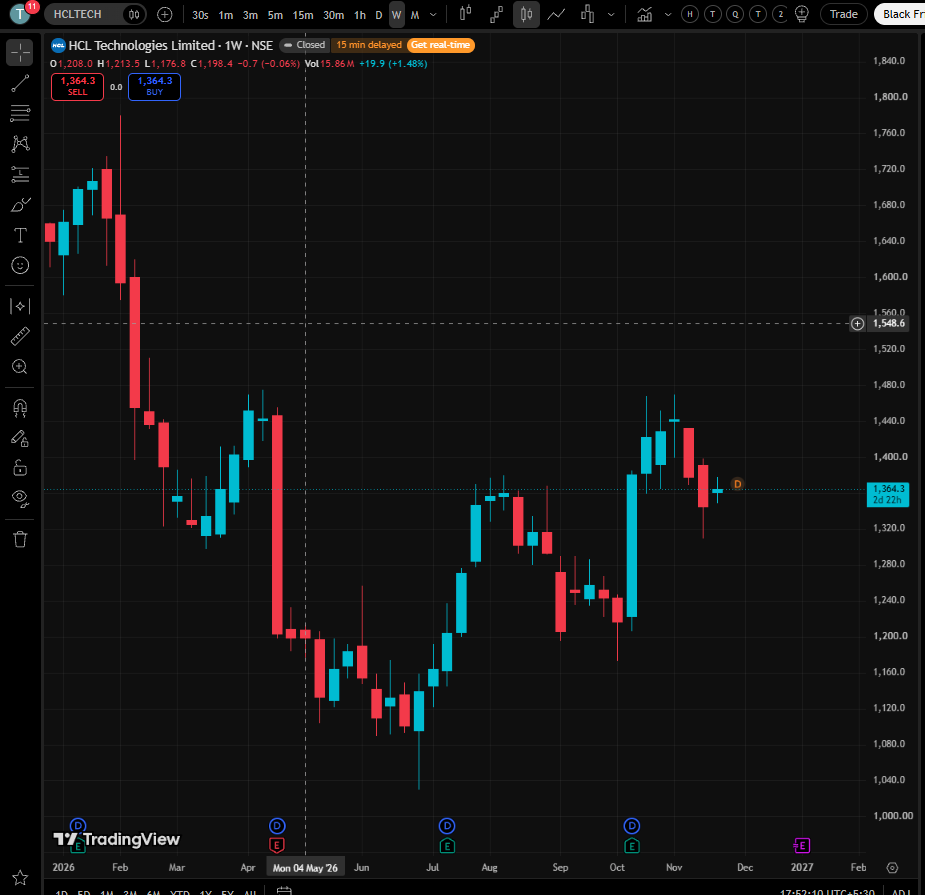 T 11 HCLTECH 30s 1m 3m 5m 15m 30m 1h D W M H T Q T 2 Trade Black Fri
HCL HCL Technologies Limited · 1W · NSE Closed 15 min delayed Get real-time
O1,208.0 H1,213.5 L1,176.8 C1,198.4 −0.7 (−0.06%) Vol15.86 M +19.9 (+1.48%)
1,364.3 0.0 1,364.3
SELL BUY
1,840.0
1,800.0
1,760.0
1,720.0
1,680.0
1,640.0
1,600.0
1,560.0
1,548.6
1,520.0
1,480.0
1,440.0
1,400.0
D
1,364.3
2d 22h
1,320.0
1,280.0
1,240.0
1,200.0
1,160.0
1,120.0
1,080.0
1,040.0
1,000.0
D D D D
TradingView
E E E E E
2026 Feb Mar Apr Mon 04 May '26 Jun Jul Aug Sep Oct Nov Dec 2027 Feb
1D 5D 1M 3M 6M YTD 1Y 5Y All 17:52:10 UTC+5:30 ADJ